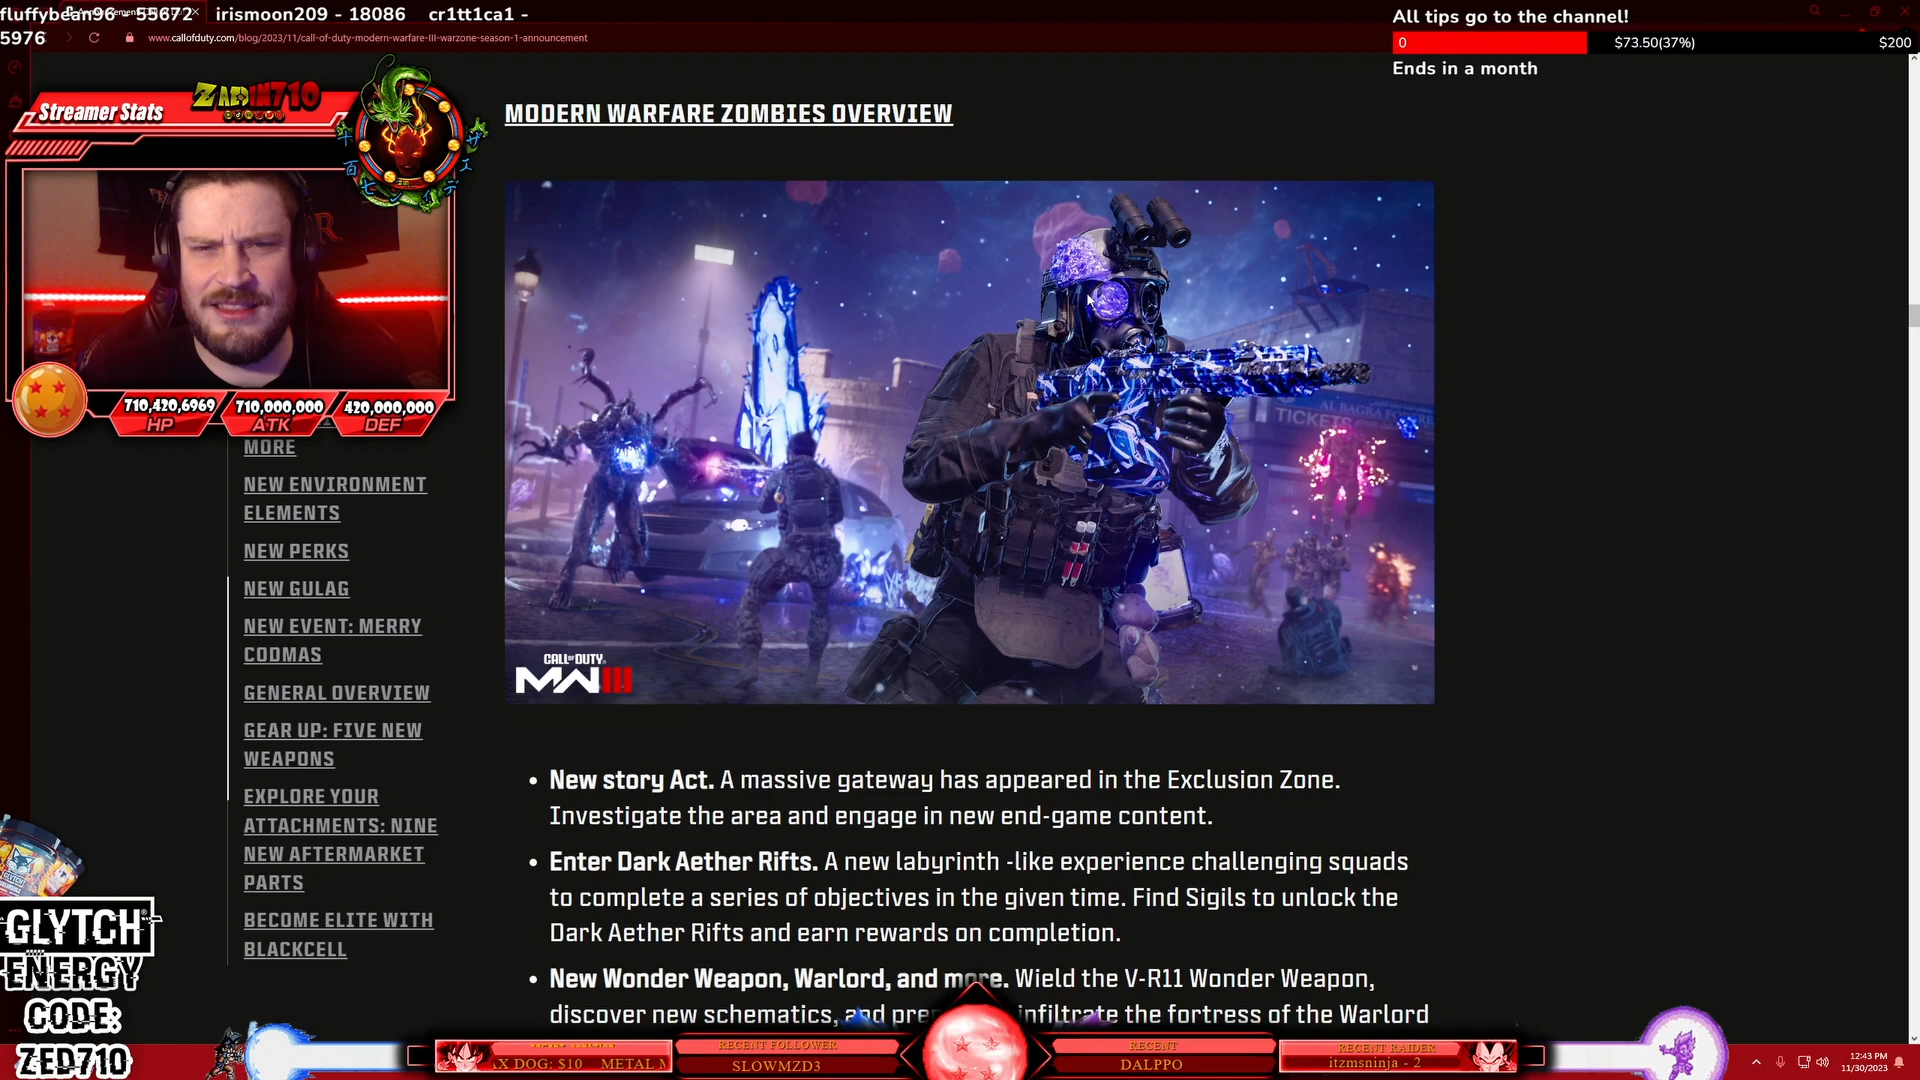 fluffybean96 - 55672    irismoon209 - 18086    cr1tt1ca1 -
5976
www.callofduty.com/blog/2023/11/call-of-duty-modern-warfare-III-warzone-season-1-announcement
All tips go to the channel!
0 $73.50(37%) $200
Ends in a month
Streamer Stats
ZEDIN710
710,420,6969 HP
710,000,000 ATK
420,000,000 DEF
MORE
NEW ENVIRONMENT
ELEMENTS
NEW PERKS
NEW GULAG
NEW EVENT: MERRY
CODMAS
GENERAL OVERVIEW
GEAR UP: FIVE NEW
WEAPONS
EXPLORE YOUR
ATTACHMENTS: NINE
NEW AFTERMARKET
PARTS
BECOME ELITE WITH
BLACKCELL
MODERN WARFARE ZOMBIES OVERVIEW
TICKE
AL BAGRA FORTRE
CALL OF DUTY
MWIII
• New story Act. A massive gateway has appeared in the Exclusion Zone.
Investigate the area and engage in new end-game content.
• Enter Dark Aether Rifts. A new labyrinth -like experience challenging squads
to complete a series of objectives in the given time. Find Sigils to unlock the
Dark Aether Rifts and earn rewards on completion.
• New Wonder Weapon, Warlord, and more. Wield the V-R11 Wonder Weapon,
discover new schematics, and pre infiltrate the fortress of the Warlord
GLYTCH
ENERGY
CODE:
ZED710
X DOG: $10    METAL
RECENT FOLLOWER
SLOWMZD3
RECENT
DALPPO
RECENT RAIDER
itzmsninja - 2
12:43 PM
11/30/2023